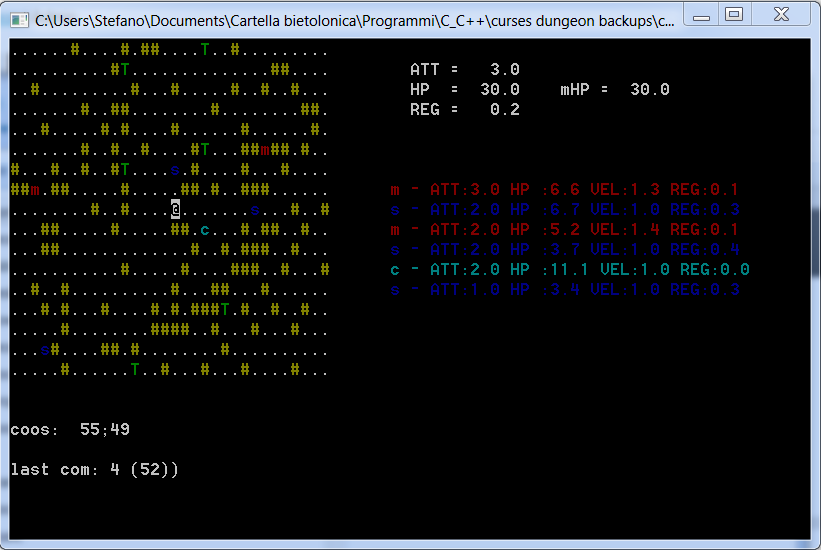 ......#....#.##....T..#.........
..........#T..............##....
ATT =   3.0
..#.........#...#.....#..#..#...
HP  =  30.0    mHP =  30.0
.......#..##........#........##.
REG =   0.2
...#.....#..#...#......#......#.
.......#..#..#....#T...##m##.#..
#...#..#..#T....s.#....#...#....
##m.##.....#.....##.#..###......
m - ATT:3.0 HP :6.6 VEL:1.3 REG:0.1
........#..#....@.......s...#..#
s - ATT:2.0 HP :6.7 VEL:1.0 REG:0.3
...##.....#.....##.c...#.##..#..
m - ATT:2.0 HP :5.2 VEL:1.4 REG:0.1
...##.............#..#.###..#...
s - ATT:2.0 HP :3.7 VEL:1.0 REG:0.4
...........#.....#....###..#...#
c - ATT:2.0 HP :11.1 VEL:1.0 REG:0.0
..#..#..........#...##...#......
s - ATT:1.0 HP :3.4 VEL:1.0 REG:0.3
...#.#...#....#.#.###T.#..#..#..
.....#........####..#...#...#...
...s#....##.#........#..........
.....#......T..#...#...#....#...
coos:  55;49
last com: 4 (52))
C:\Users\Stefano\Documents\Cartella bietolonica\Programmi\C_C++\curses dungeon backups\c...